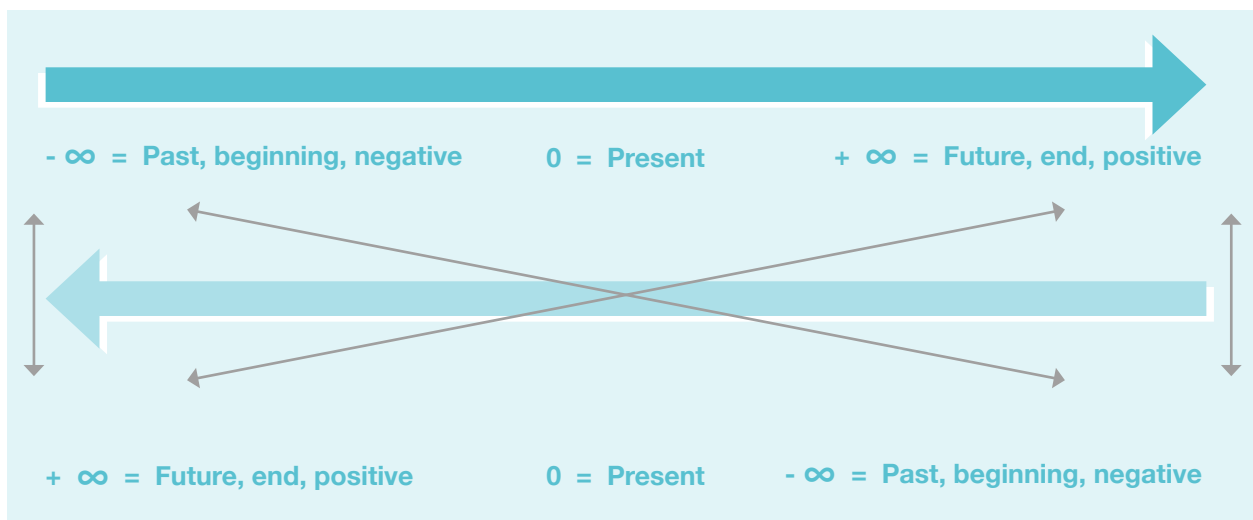 - ∞ = Past, beginning, negative 0 = Present + ∞ = Future, end, positive
+ ∞ = Future, end, positive 0 = Present - ∞ = Past, beginning, negative